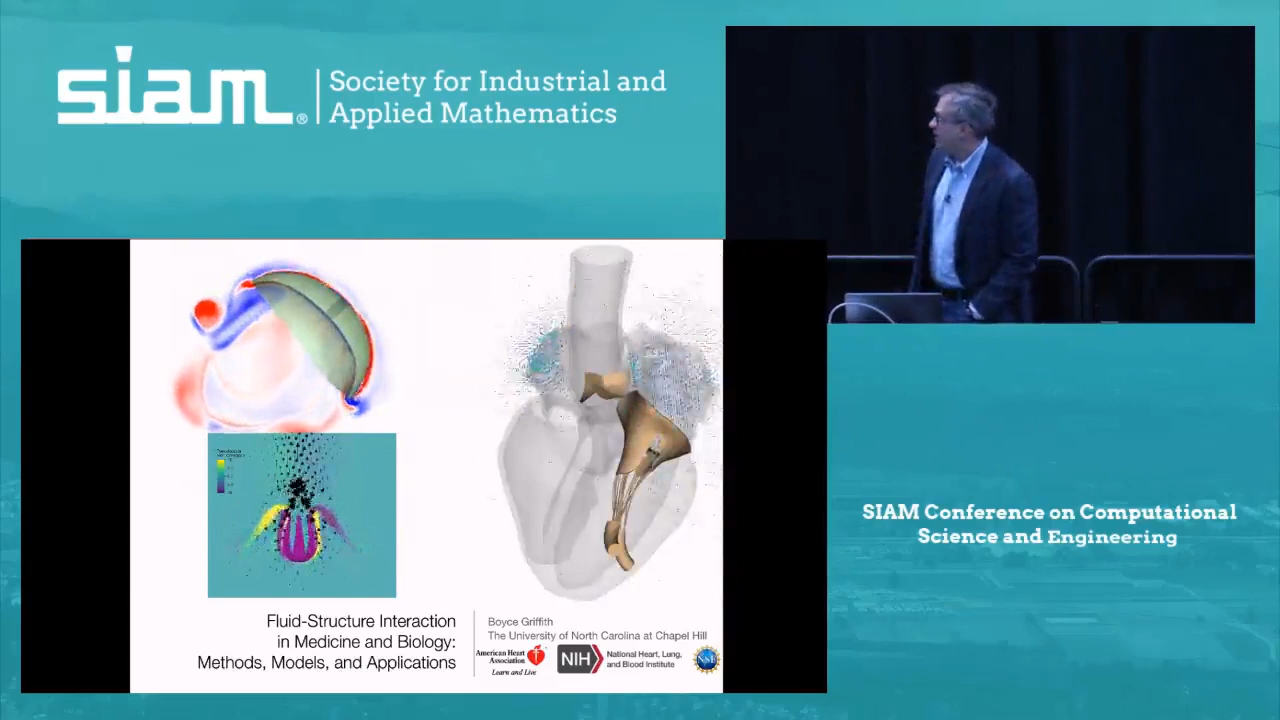 siam®
Society for Industrial and
Applied Mathematics
Fluid-Structure Interaction
in Medicine and Biology:
Methods, Models, and Applications
Boyce Griffith
The University of North Carolina at Chapel Hill
American Heart
Association
Learn and Live
NIH
National Heart, Lung,
and Blood Institute
NSF
SIAM Conference on Computational
Science and Engineering